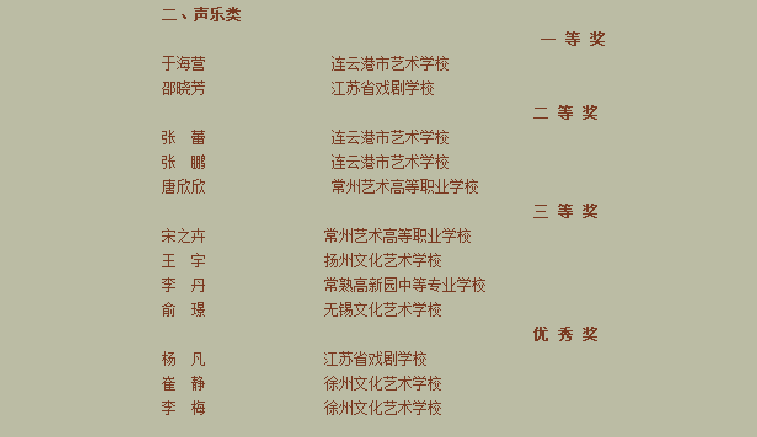 二、声乐类
一 等 奖
于海营 连云港市艺术学校
邵晓芳 江苏省戏剧学校
二 等 奖
张 蕾 连云港市艺术学校
张 鹏 连云港市艺术学校
唐欣欣 常州艺术高等职业学校
三 等 奖
宋之卉 常州艺术高等职业学校
王 宇 扬州文化艺术学校
李 丹 常熟高新园中等专业学校
俞 璟 无锡文化艺术学校
优 秀 奖
杨 凡 江苏省戏剧学校
崔 静 徐州文化艺术学校
李 梅 徐州文化艺术学校